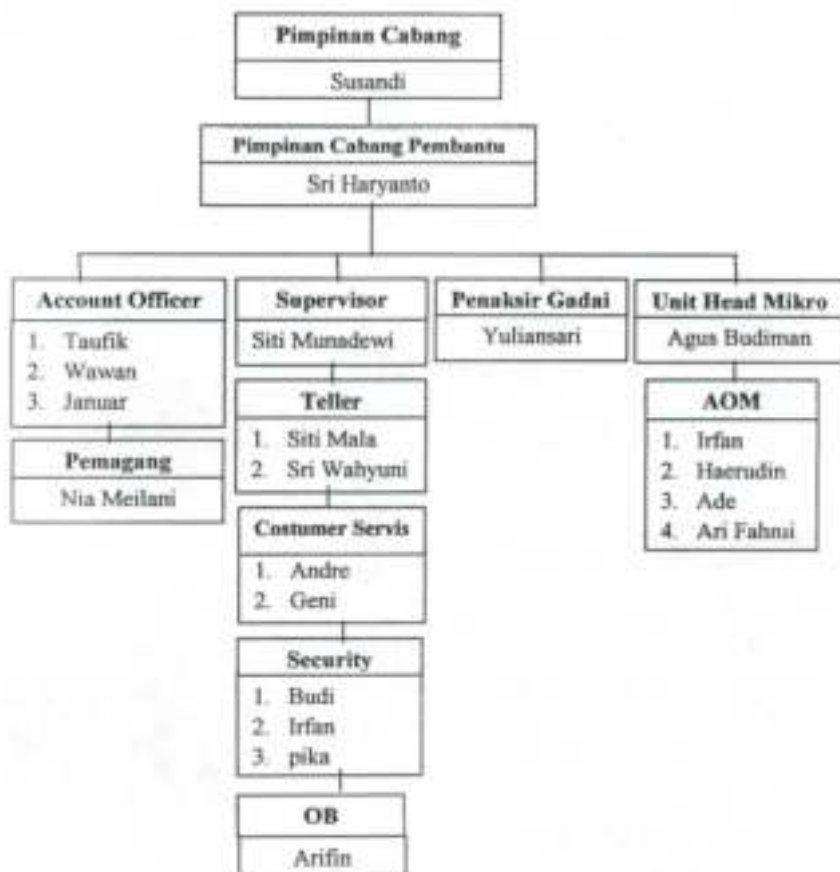 Pimpinan Cabang
Susandi
Pimpinan Cabang Pembantu
Sri Haryanto
Account Officer
1. Taufik
2. Wawan
3. Januar
Pemagang
Nia Meilani
Supervisor
Siti Munadewi
Teller
1. Siti Mala
2. Sri Wahyuni
Costumer Servis
1. Andre
2. Geni
Security
1. Budi
2. Irfan
3. pika
OB
Arifin
Penaksir Gadai
Yuliansari
Unit Head Mikro
Agus Budiman
AOM
1. Irfan
2. Haerudin
3. Ade
4. Ari